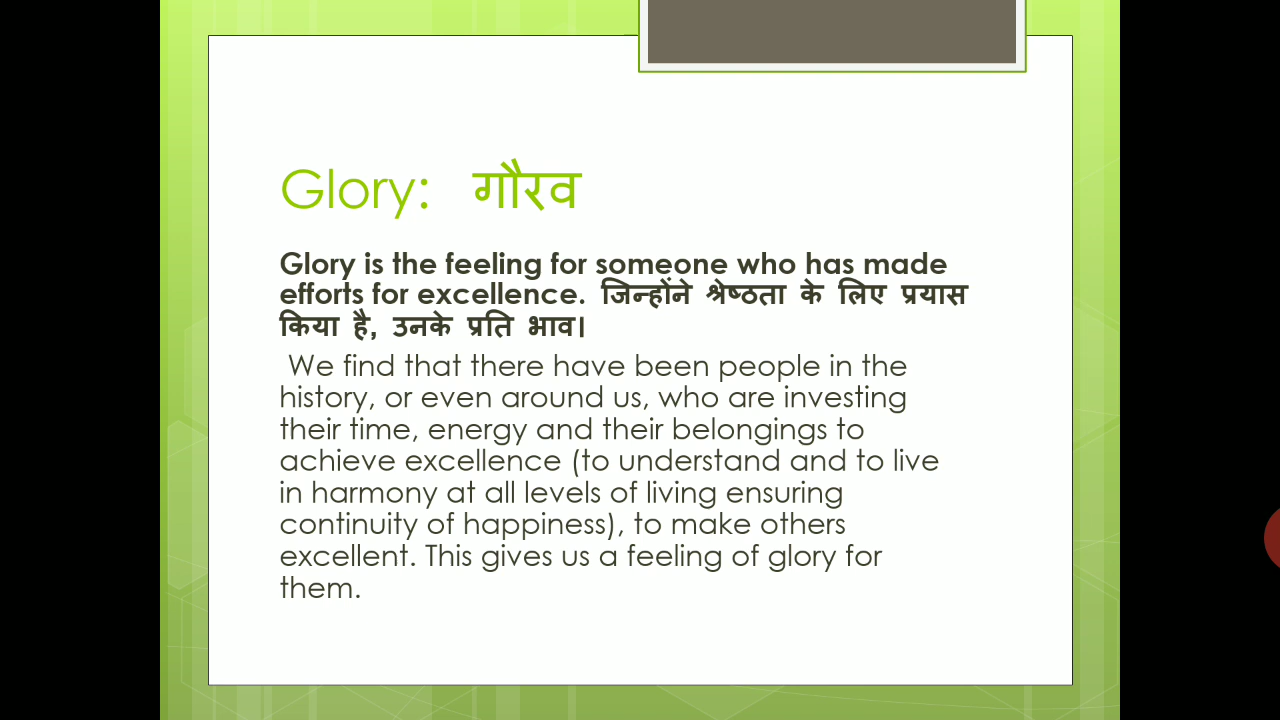 Glory: गौरव
Glory is the feeling for someone who has made
efforts for excellence. जिन्होंने श्रेष्ठता के लिए प्रयास
किया है, उनके प्रति भाव।
We find that there have been people in the
history, or even around us, who are investing
their time, energy and their belongings to
achieve excellence (to understand and to live
in harmony at all levels of living ensuring
continuity of happiness), to make others
excellent. This gives us a feeling of glory for
them.